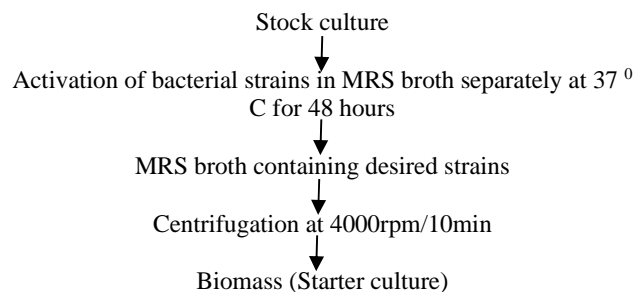 Stock culture
Activation of bacterial strains in MRS broth separately at 37 ⁰
C for 48 hours
MRS broth containing desired strains
Centrifugation at 4000rpm/10min
Biomass (Starter culture)